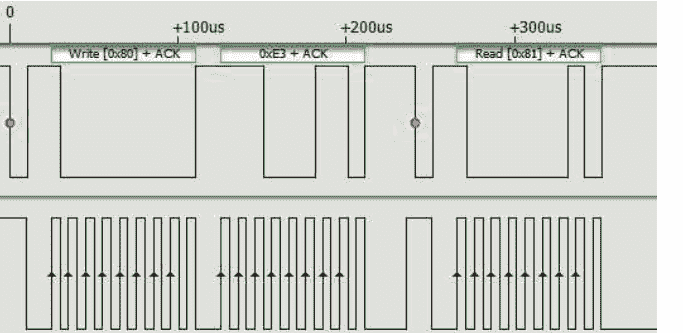 0
+100us +200us +300us
Write [0x80] + ACK 0xE3 + ACK Read [0x81] + ACK